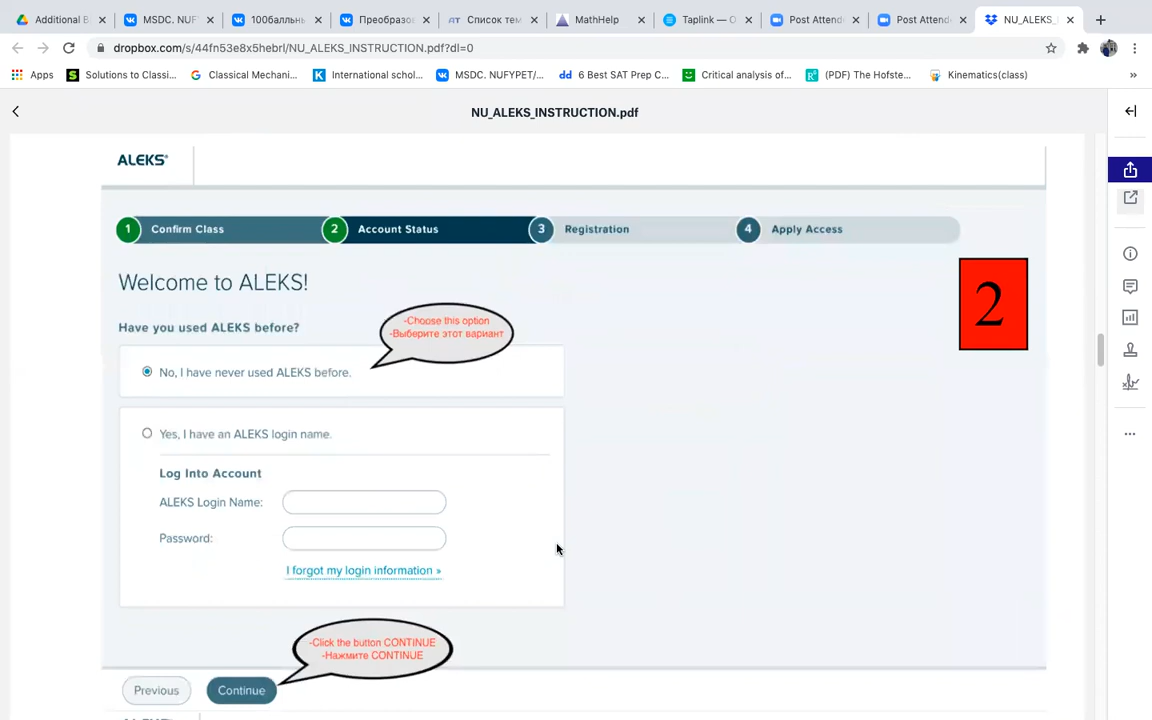 Additional B
MSDC. NUF
100балльн
Преобразо
Список тем
MathHelp
Taplink — О
Post Attend
Post Attend
NU_ALEKS_
dropbox.com/s/44fn53e8x5hebrl/NU_ALEKS_INSTRUCTION.pdf?dl=0
Apps
Solutions to Classi...
Classical Mechani...
International schol...
MSDC. NUFYPET/...
6 Best SAT Prep C...
Critical analysis of...
(PDF) The Hofste...
Kinematics(class)
NU_ALEKS_INSTRUCTION.pdf
ALEKS®
1 Confirm Class
2 Account Status
3 Registration
4 Apply Access
Welcome to ALEKS!
2
-Choose this option
-Выберите этот вариант
Have you used ALEKS before?
No, I have never used ALEKS before.
Yes, I have an ALEKS login name.
Log Into Account
ALEKS Login Name:
Password:
I forgot my login information »
-Click the button CONTINUE
-Нажмите CONTINUE
Previous
Continue